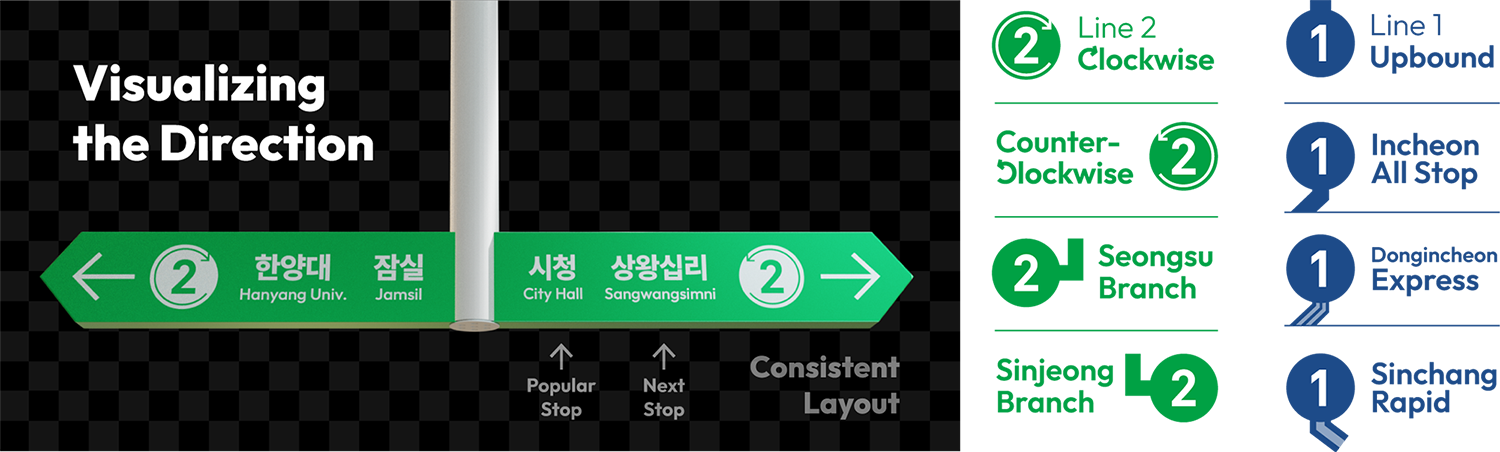 Visualizing
the Direction
2
한양대
Hanyang Univ.
잠실
Jamsil
시청
City Hall
상왕십리
Sangwangsimni
2
Popular
Stop
Next
Stop
Consistent
Layout
2
Line 2
Clockwise
Counter-
Clockwise
2
2
Seongsu
Branch
Sinjeong
Branch
2
1
Line 1
Upbound
1
Incheon
All Stop
1
Dongincheon
Express
1
Sinchang
Rapid